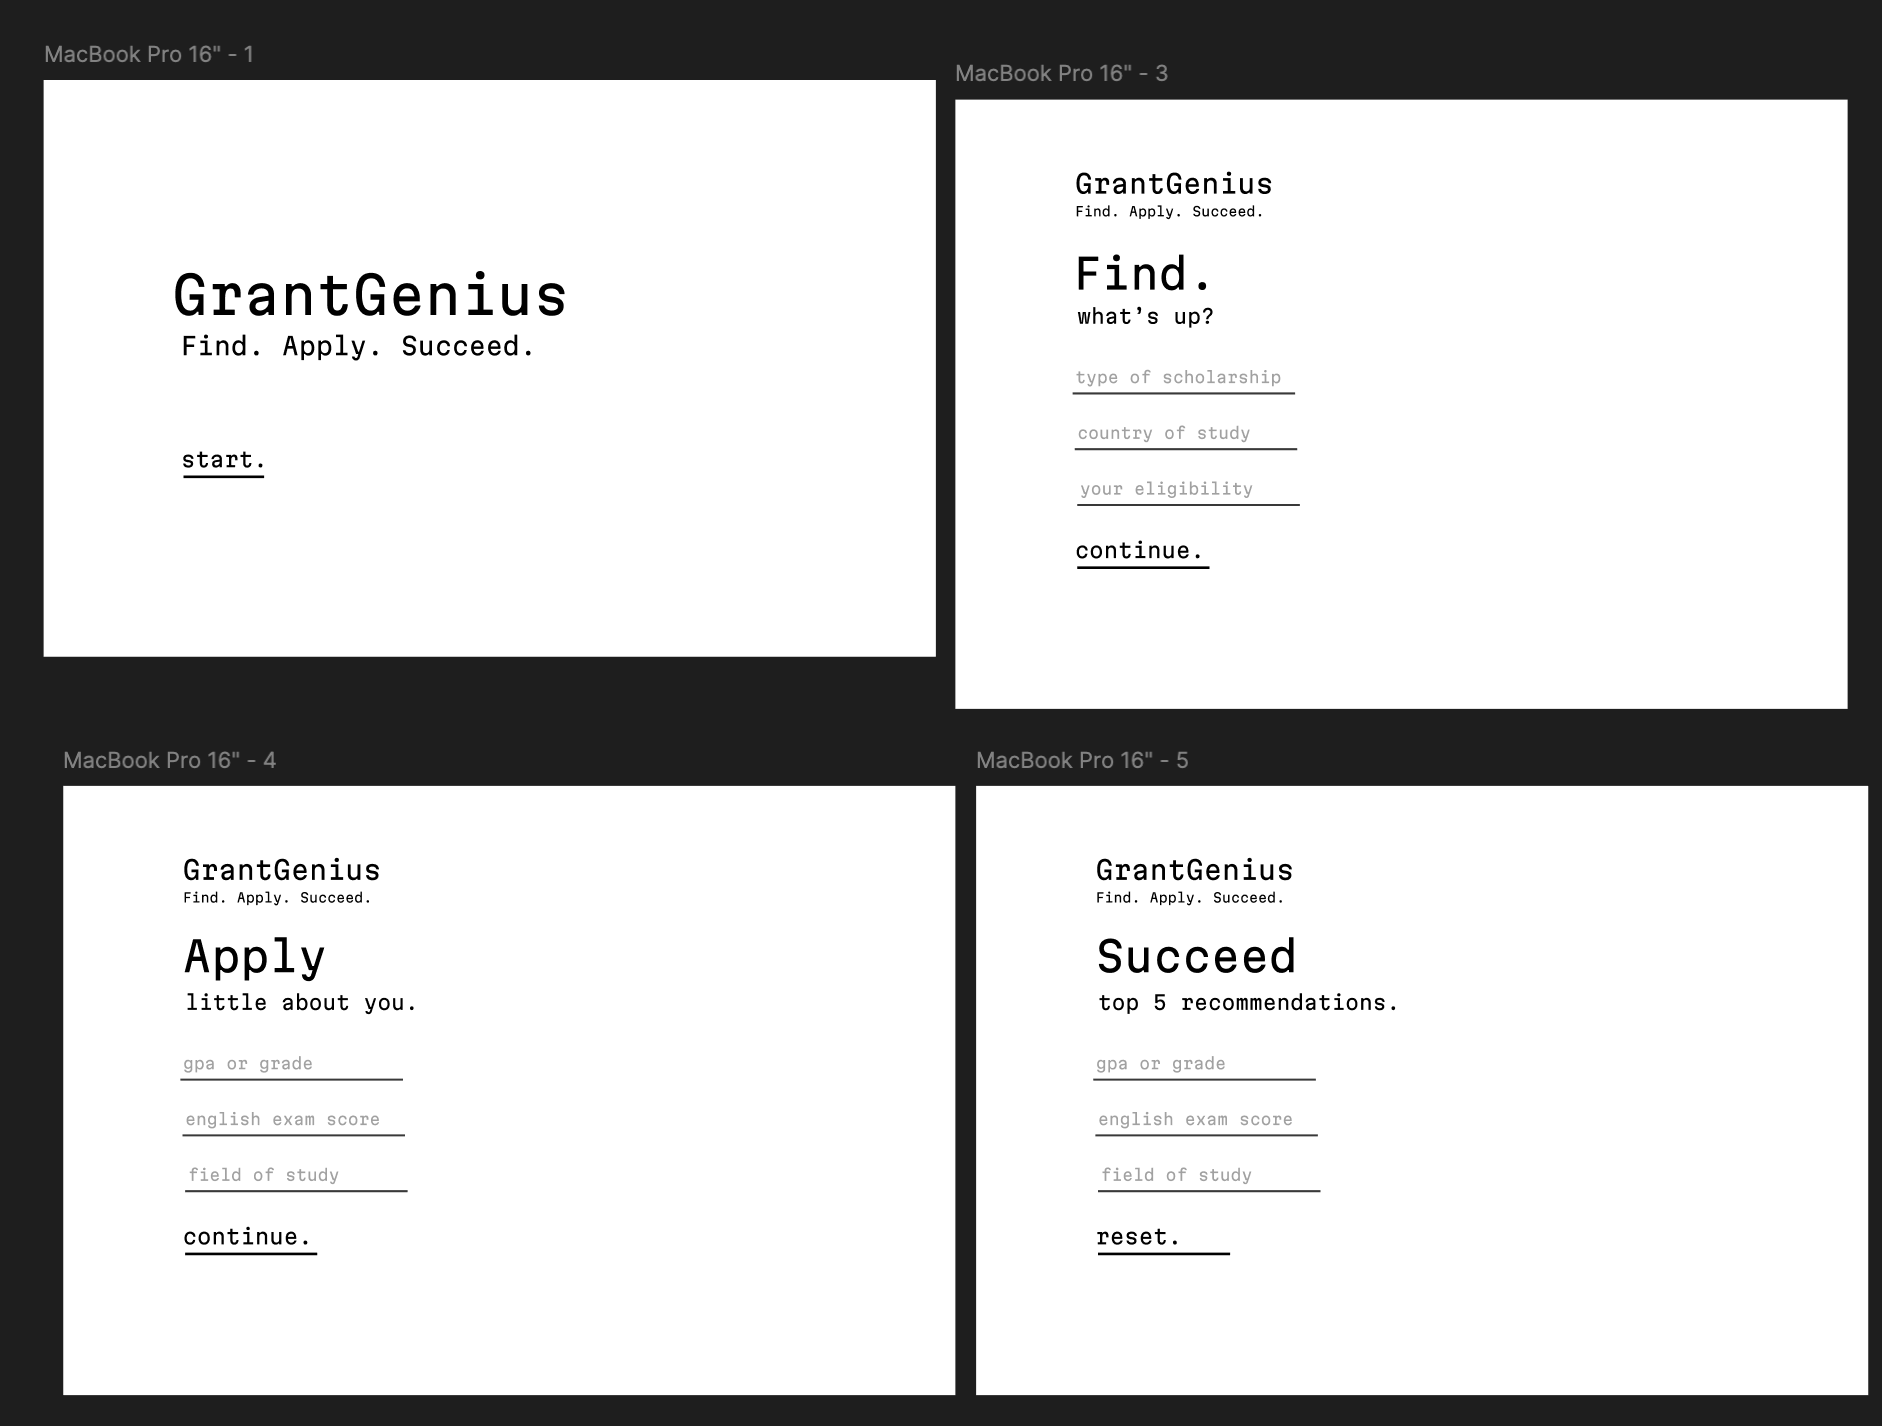 MacBook Pro 16" - 1
GrantGenius
Find. Apply. Succeed.
start.
MacBook Pro 16" - 3
GrantGenius
Find. Apply. Succeed.
Find.
what’s up?
type of scholarship
country of study
your eligibility
continue.
MacBook Pro 16" - 4
GrantGenius
Find. Apply. Succeed.
Apply
little about you.
gpa or grade
english exam score
field of study
continue.
MacBook Pro 16" - 5
GrantGenius
Find. Apply. Succeed.
Succeed
top 5 recommendations.
gpa or grade
english exam score
field of study
reset.